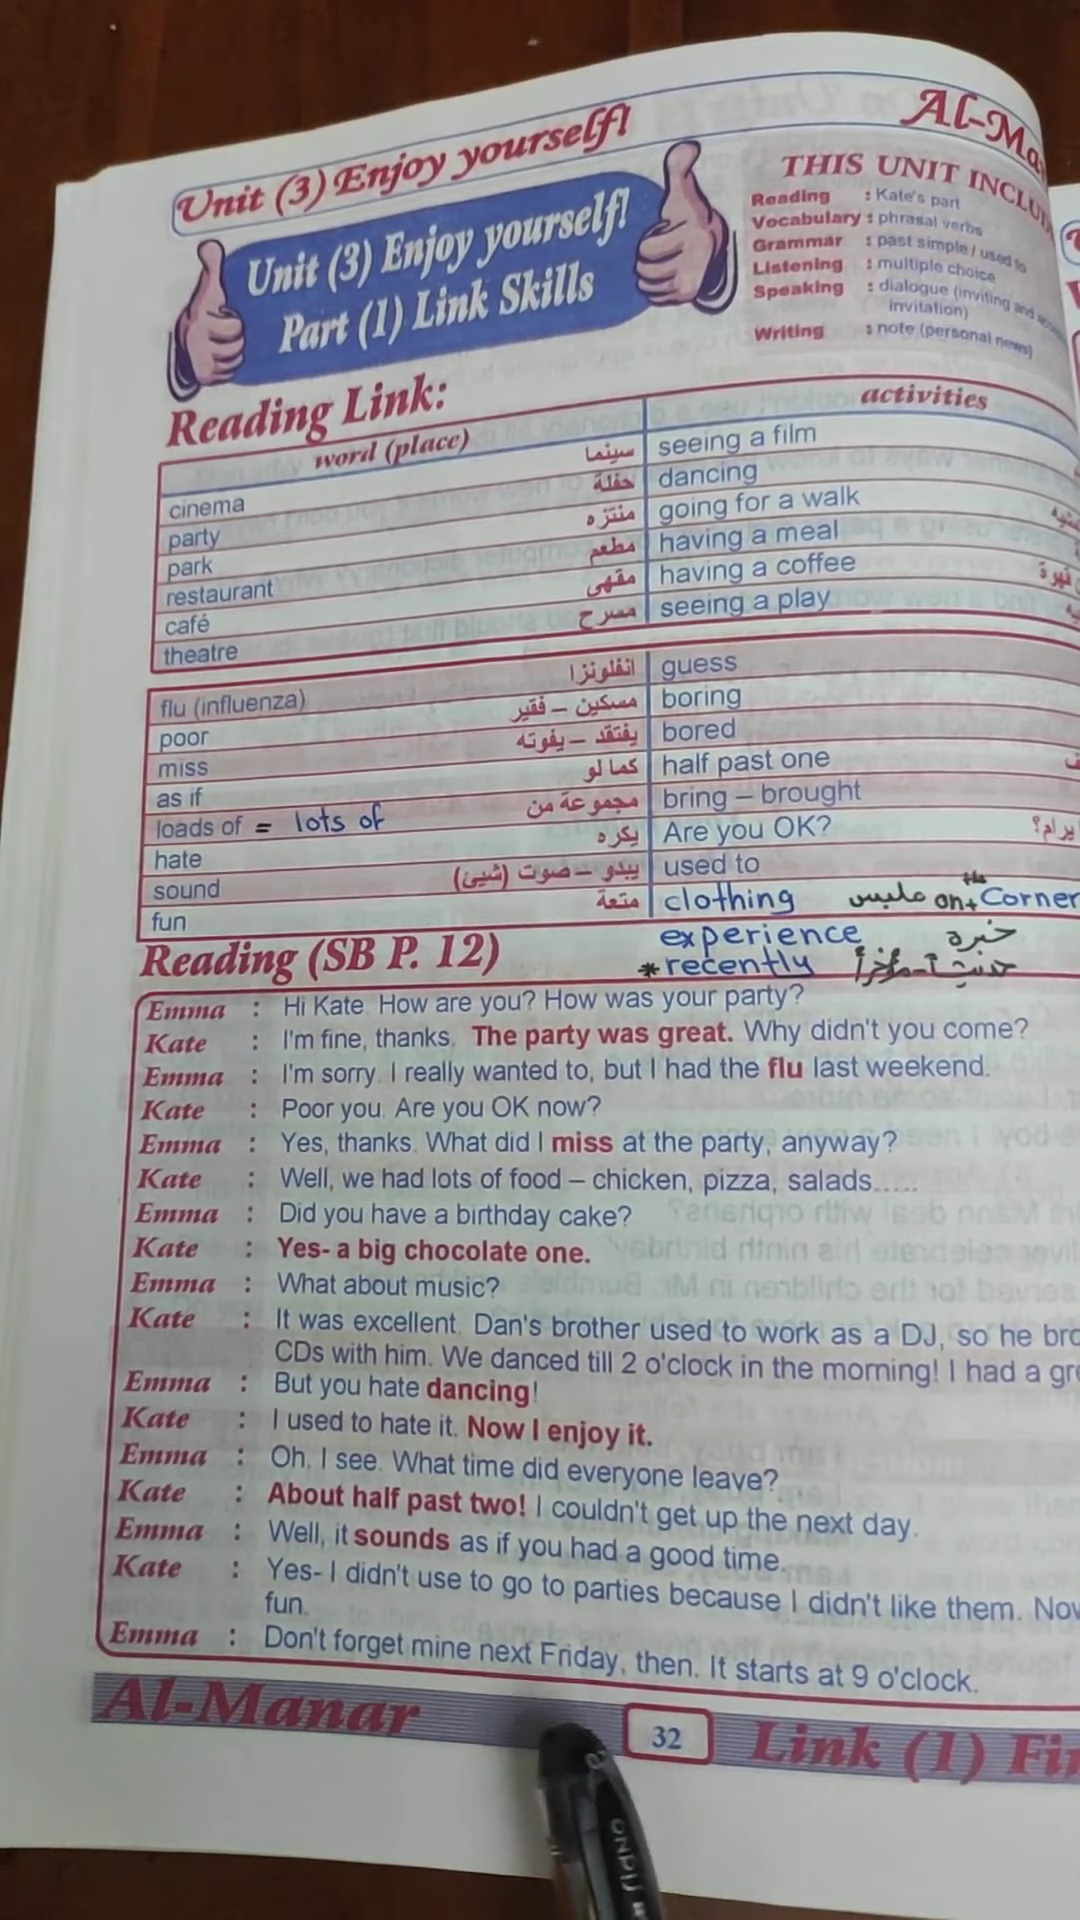 Unit (3) Enjoy yourself!
Unit (3) Enjoy yourself!
Part (1) Link Skills
THIS UNIT
Reading : Kate's part
Vocabulary : phrasal verbs
Grammar : past simple / used to
Listening : multiple choice
Speaking : dialogue (inviting and
invitation)
Writing : note (personal news)
Reading Link:
word (place) activities
cinema سينما seeing a film
party حفلة dancing
park منتزه going for a walk
restaurant مطعم having a meal
café مقهى having a coffee
theatre مسرح seeing a play
flu (influenza) انفلونزا guess
poor مسكين – فقير boring
miss يفتقد – يفوته bored
as if كما لو half past one
loads of = lots of مجموعة من bring – brought
hate يكره Are you OK?
sound يبدو – صوت (شيئ) used to
fun متعة clothing on the Corner
experience خبرة
*recently
Reading (SB P. 12)
Emma : Hi Kate. How are you? How was your party?
Kate : I'm fine, thanks. The party was great. Why didn't you come?
Emma : I'm sorry. I really wanted to, but I had the flu last weekend.
Kate : Poor you. Are you OK now?
Emma : Yes, thanks. What did I miss at the party, anyway?
Kate : Well, we had lots of food – chicken, pizza, salads.....
Emma : Did you have a birthday cake?
Kate : Yes- a big chocolate one.
Emma : What about music?
Kate : It was excellent. Dan's brother used to work as a DJ, so he
CDs with him. We danced till 2 o'clock in the morning! I had a
Emma : But you hate dancing!
Kate : I used to hate it. Now I enjoy it.
Emma : Oh, I see. What time did everyone leave?
Kate : About half past two! I couldn't get up the next day.
Emma : Well, it sounds as if you had a good time.
Kate : Yes- I didn't use to go to parties because I didn't like them.
fun.
Emma : Don't forget mine next Friday, then. It starts at 9 o'clock.
Al-Manar 32 Link (1)